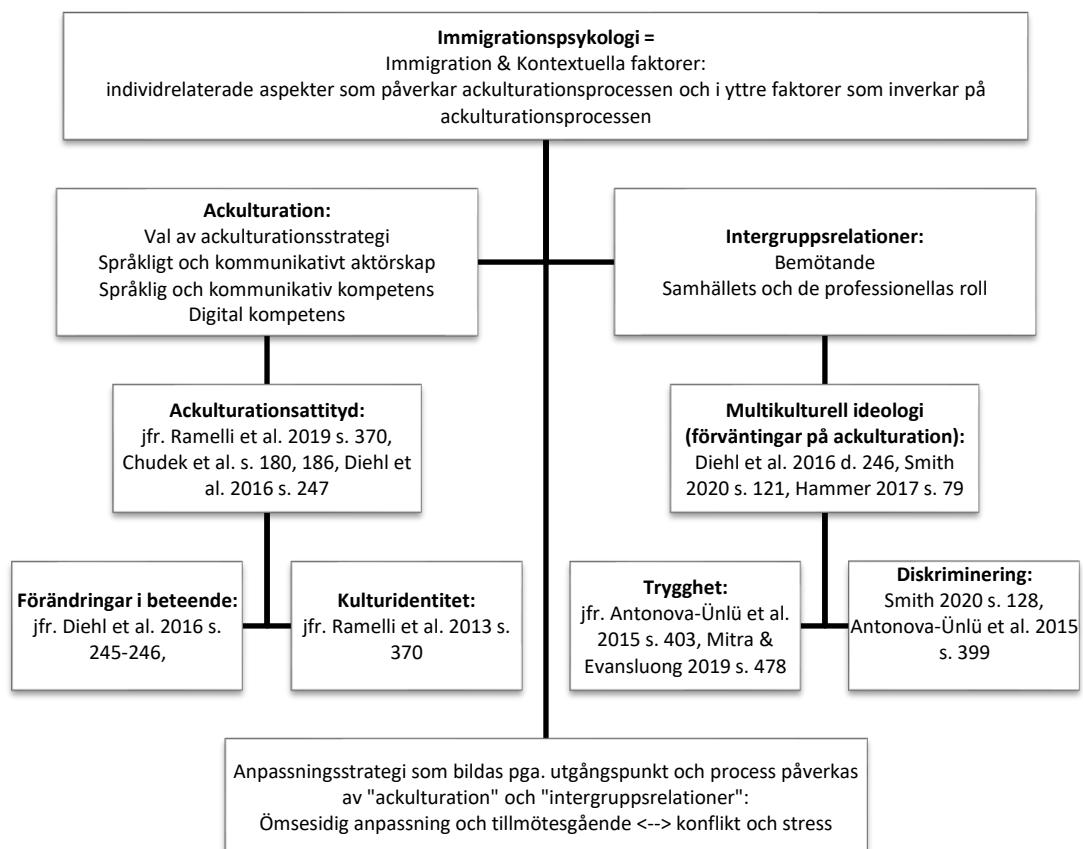 Immigrationspsykologi =
Immigration & Kontextuella faktorer:
individrelaterade aspekter som påverkar ackulturationsprocessen och i yttre faktorer som inverkar på
ackulturationsprocessen
Ackulturation:
Val av ackulturationsstrategi
Språkligt och kommunikativt aktörskap
Språklig och kommunikativ kompetens
Digital kompetens
Intergruppsrelationer:
Bemötande
Samhällets och de professionellas roll
Ackulturationsattityd:
jfr. Ramelli et al. 2019 s. 370,
Chudek et al. s. 180, 186, Diehl et
al. 2016 s. 247
Multikulturell ideologi
(förväntingar på ackulturation):
Diehl et al. 2016 d. 246, Smith
2020 s. 121, Hammer 2017 s. 79
Förändringar i beteende:
jfr. Diehl et al. 2016 s.
245-246,
Kulturidentitet:
jfr. Ramelli et al. 2013 s.
370
Trygghet:
jfr. Antonova-Ünlü et al.
2015 s. 403, Mitra &
Evansluong 2019 s. 478
Diskriminering:
Smith 2020 s. 128,
Antonova-Ünlü et al. 2015
s. 399
Anpassningsstrategi som bildas pga. utgångspunkt och process påverkas
av "ackulturation" och "intergruppsrelationer":
Ömsesidig anpassning och tillmötesgående <--> konflikt och stress